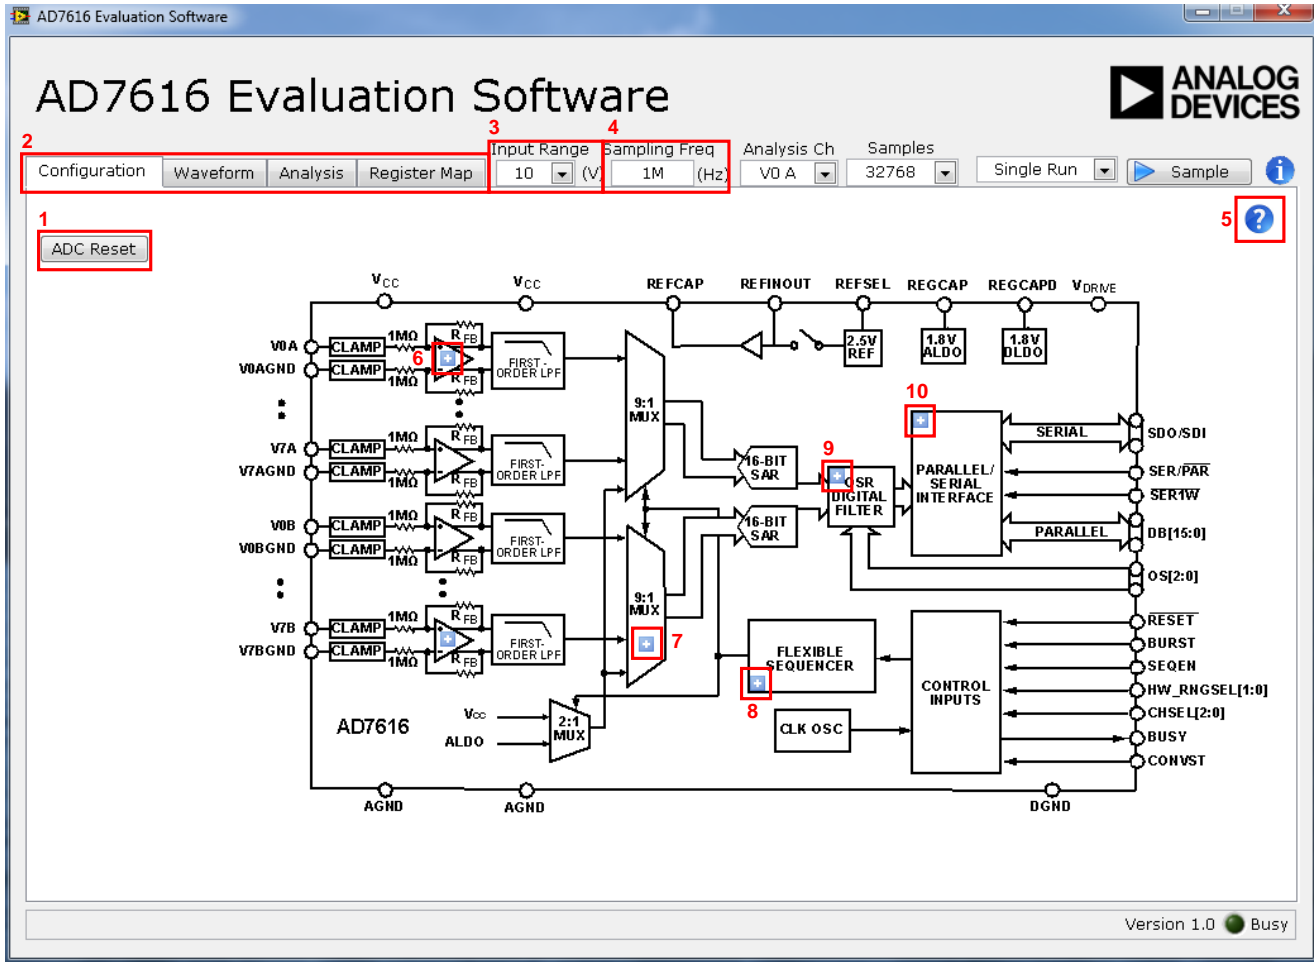 AD7616 Evaluation Software
AD7616 Evaluation Software
ANALOG
DEVICES
2
3
4
Input Range
Sampling Freq
Analysis Ch
Samples
Configuration
Waveform
Analysis
Register Map
10
(V)
1M
(Hz)
V0 A
32768
Single Run
Sample
i
1
ADC Reset
5
?
VCC
VCC
REFCAP
REFINOUT
REFSEL
REGCAP
REGCAPD
VDRIVE
V0A
CLAMP
1MΩ
RFB
6
V0AGND
CLAMP
1MΩ
RFB
FIRST-
ORDER LPF
2.5V
REF
1.8V
ALDO
1.8V
DLDO
9:1
MUX
10
V7A
CLAMP
1MΩ
RFB
V7AGND
CLAMP
1MΩ
RFB
FIRST-
ORDER LPF
16-BIT
SAR
9
OSR
DIGITAL
FILTER
PARALLEL/
SERIAL
INTERFACE
SERIAL
SDO/SDI
SER/PAR
SER1W
V0B
CLAMP
1MΩ
RFB
V0BGND
CLAMP
1MΩ
RFB
FIRST-
ORDER LPF
16-BIT
SAR
PARALLEL
DB[15:0]
OS[2:0]
9:1
MUX
7
V7B
CLAMP
1MΩ
RFB
V7BGND
CLAMP
1MΩ
RFB
FIRST-
ORDER LPF
FLEXIBLE
SEQUENCER
8
CONTROL
INPUTS
RESET
BURST
SEQEN
HW_RNGSEL[1:0]
CHSEL[2:0]
BUSY
CONVST
AD7616
VCC
ALDO
2:1
MUX
CLK OSC
AGND
AGND
DGND
Version 1.0
Busy